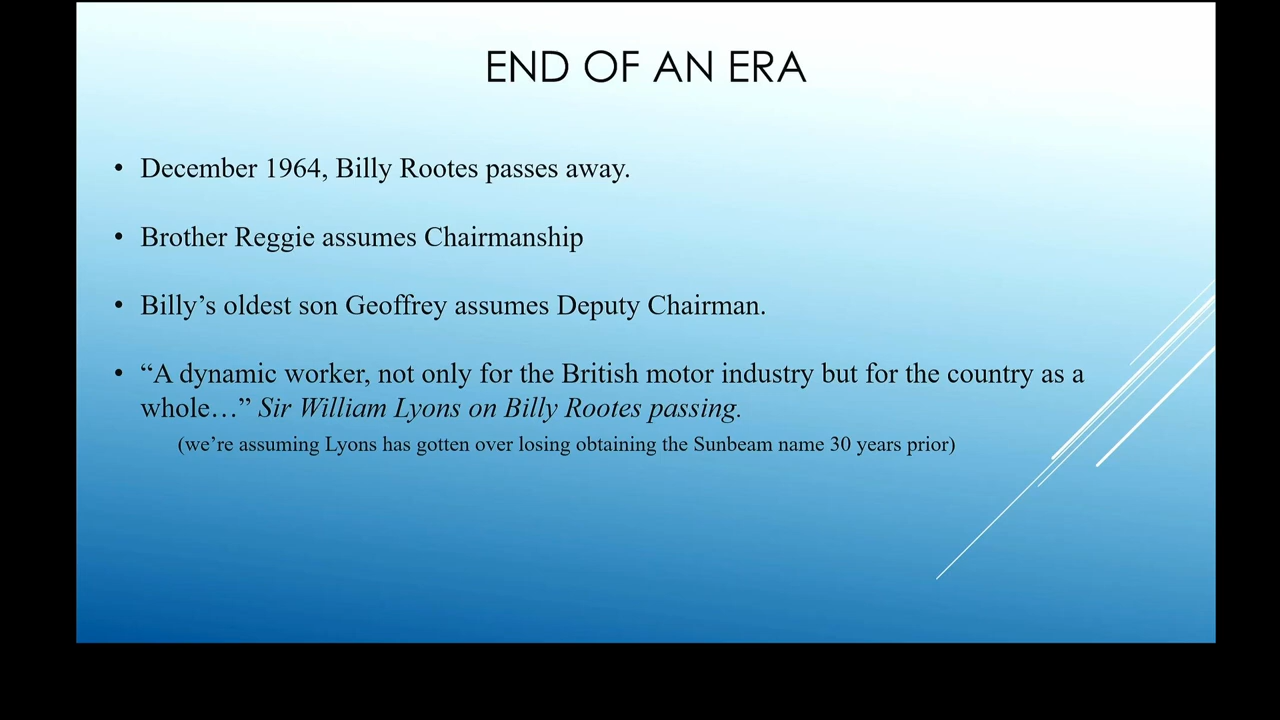 END OF AN ERA
• December 1964, Billy Rootes passes away.
• Brother Reggie assumes Chairmanship
• Billy’s oldest son Geoffrey assumes Deputy Chairman.
• “A dynamic worker, not only for the British motor industry but for the country as a
whole…” Sir William Lyons on Billy Rootes passing.
(we’re assuming Lyons has gotten over losing obtaining the Sunbeam name 30 years prior)